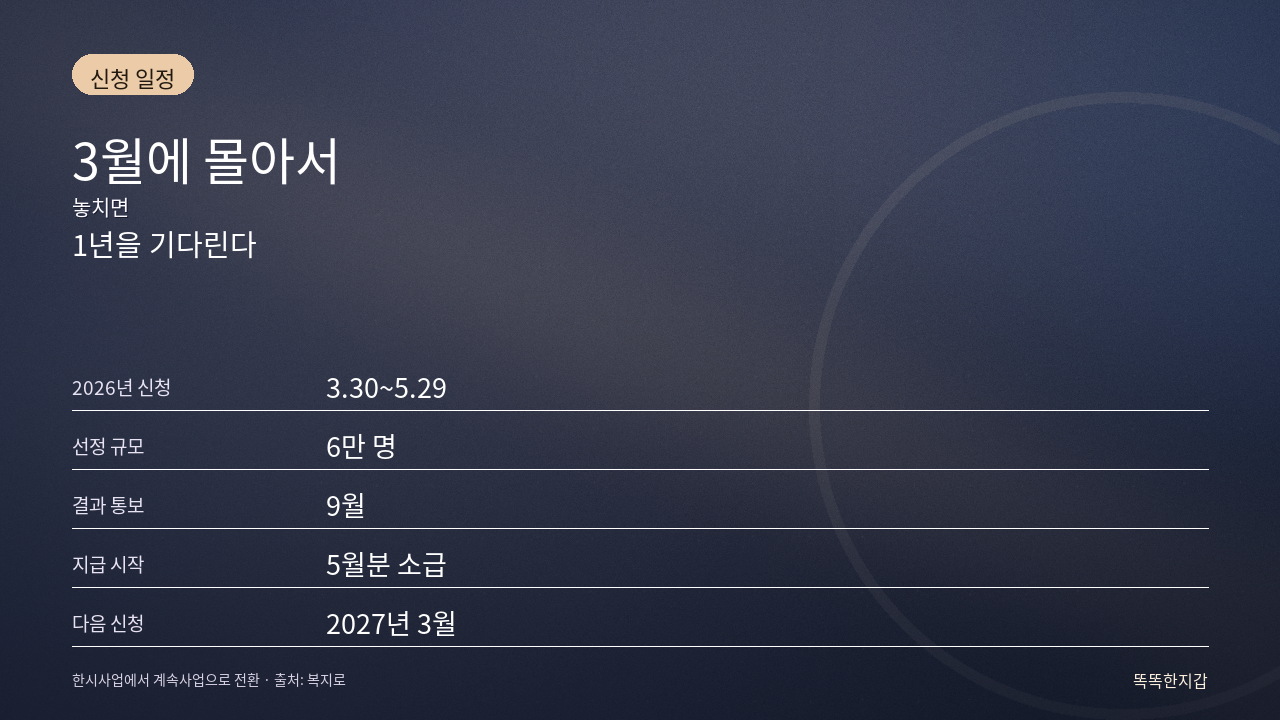 신청 일정
3월에 몰아서
놓치면
1년을 기다린다
2026년 신청 3.30~5.29
선정 규모 6만 명
결과 통보 9월
지급 시작 5월분 소급
다음 신청 2027년 3월
한시사업에서 계속사업으로 전환 · 출처: 복지로
똑똑한지갑